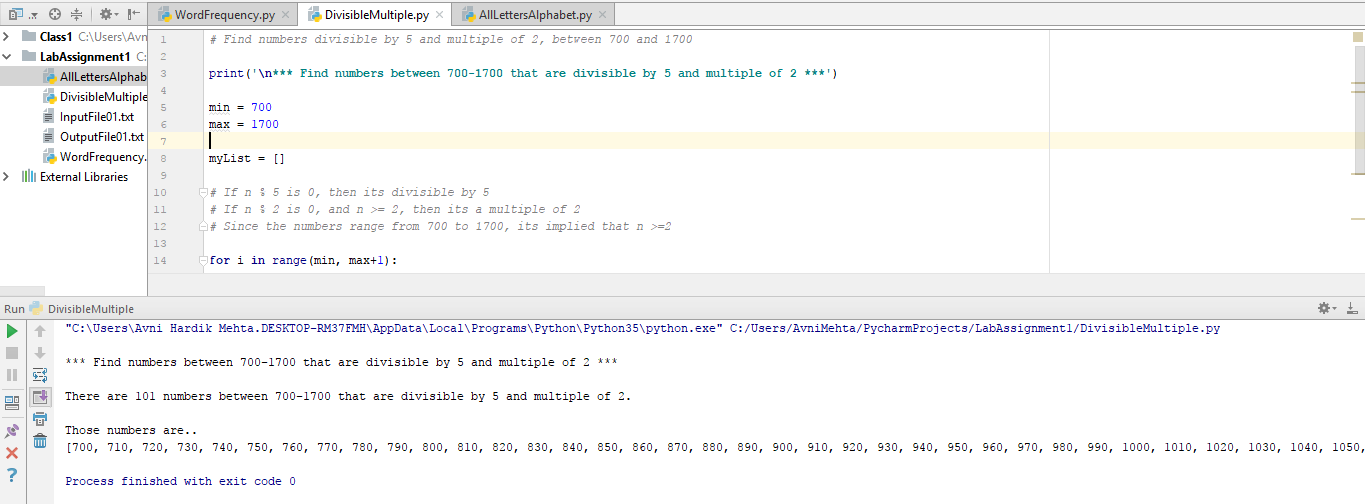 WordFrequency.py
DivisibleMultiple.py
AllLettersAlphabet.py
Class1 C:\Users\Avn
LabAssignment1 C:
AllLettersAlphab
DivisibleMultiple
InputFile01.txt
OutputFile01.txt
WordFrequency.
External Libraries
1 # Find numbers divisible by 5 and multiple of 2, between 700 and 1700
2
3 print('\n*** Find numbers between 700-1700 that are divisible by 5 and multiple of 2 ***')
4
5 min = 700
6 max = 1700
7
8 myList = []
9
10 # If n % 5 is 0, then its divisible by 5
11 # If n % 2 is 0, and n >= 2, then its a multiple of 2
12 # Since the numbers range from 700 to 1700, its implied that n >=2
13
14 for i in range(min, max+1):
Run DivisibleMultiple
"C:\Users\Avni Hardik Mehta.DESKTOP-RM37FMH\AppData\Local\Programs\Python\Python35\python.exe" C:/Users/AvniMehta/PycharmProjects/LabAssignment1/DivisibleMultiple.py
*** Find numbers between 700-1700 that are divisible by 5 and multiple of 2 ***
There are 101 numbers between 700-1700 that are divisible by 5 and multiple of 2.
Those numbers are..
[700, 710, 720, 730, 740, 750, 760, 770, 780, 790, 800, 810, 820, 830, 840, 850, 860, 870, 880, 890, 900, 910, 920, 930, 940, 950, 960, 970, 980, 990, 1000, 1010, 1020, 1030, 1040, 1050,
Process finished with exit code 0